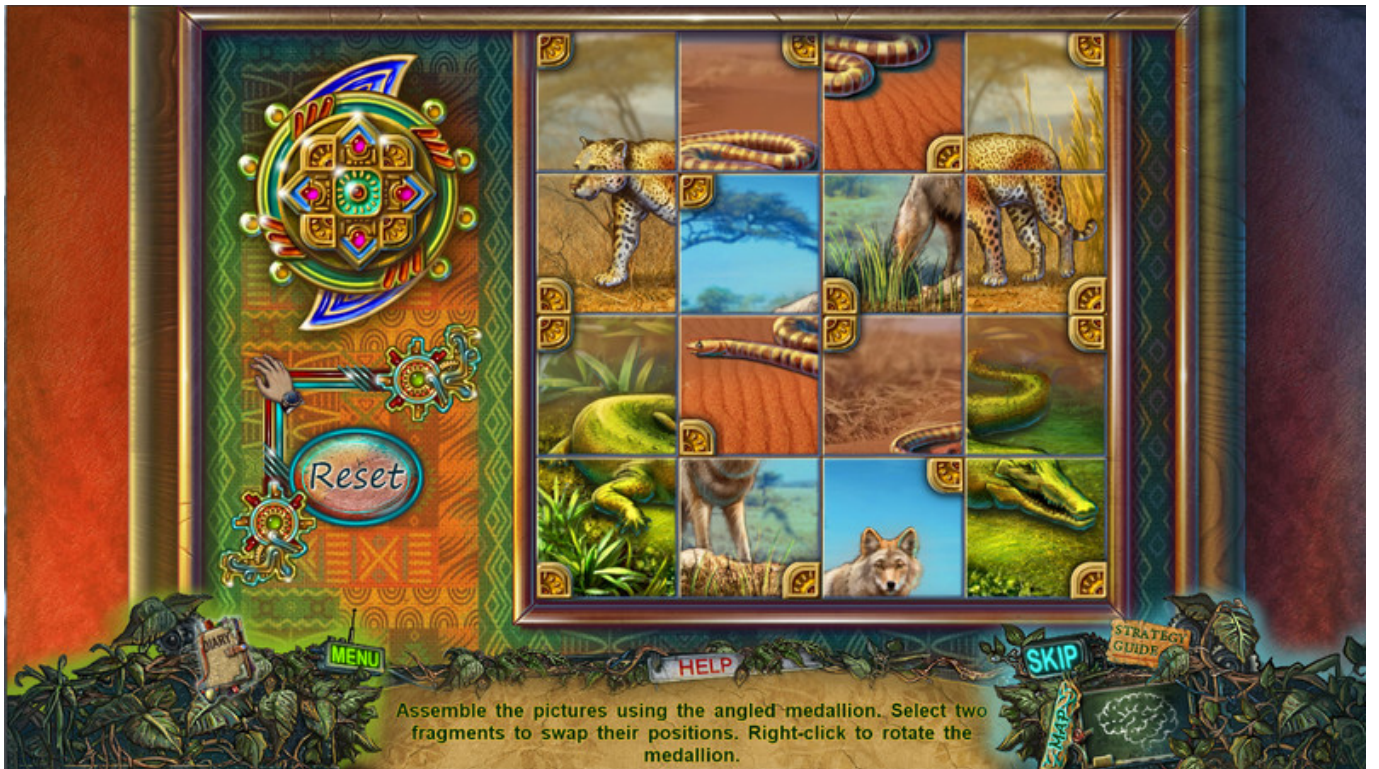 Reset
DIARY
MENU
HELP
SKIP
STRATEGY
GUIDE
MAP
Assemble the pictures using the angled medallion. Select two
fragments to swap their positions. Right-click to rotate the
medallion.